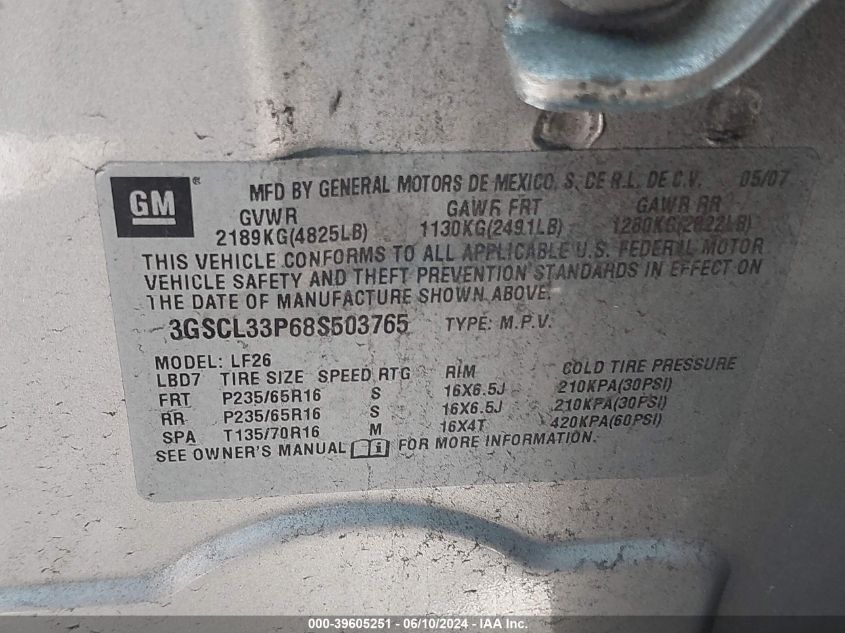 GM®
MFD BY GENERAL MOTORS DE MEXICO, S. DE R.L. DE C.V. 05/07
GVWR GAWR FRT GAWR RR
2189KG(4825LB) 1130KG(2491LB) 1280KG(2822LB)
THIS VEHICLE CONFORMS TO ALL APPLICABLE U.S. FEDERAL MOTOR
VEHICLE SAFETY AND THEFT PREVENTION STANDARDS IN EFFECT ON
THE DATE OF MANUFACTURE SHOWN ABOVE.
3GSCL33P68S503765 TYPE: M.P.V.
MODEL: LF26
LBD7 TIRE SIZE SPEED RTG RIM COLD TIRE PRESSURE
FRT P235/65R16 S 16X6.5J 210KPA(30PSI)
RR P235/65R16 S 16X6.5J 210KPA(30PSI)
SPA T135/70R16 M 16X4T 420KPA(60PSI)
SEE OWNER'S MANUAL i FOR MORE INFORMATION.
000-39605251 - 06/10/2024 - IAA Inc.